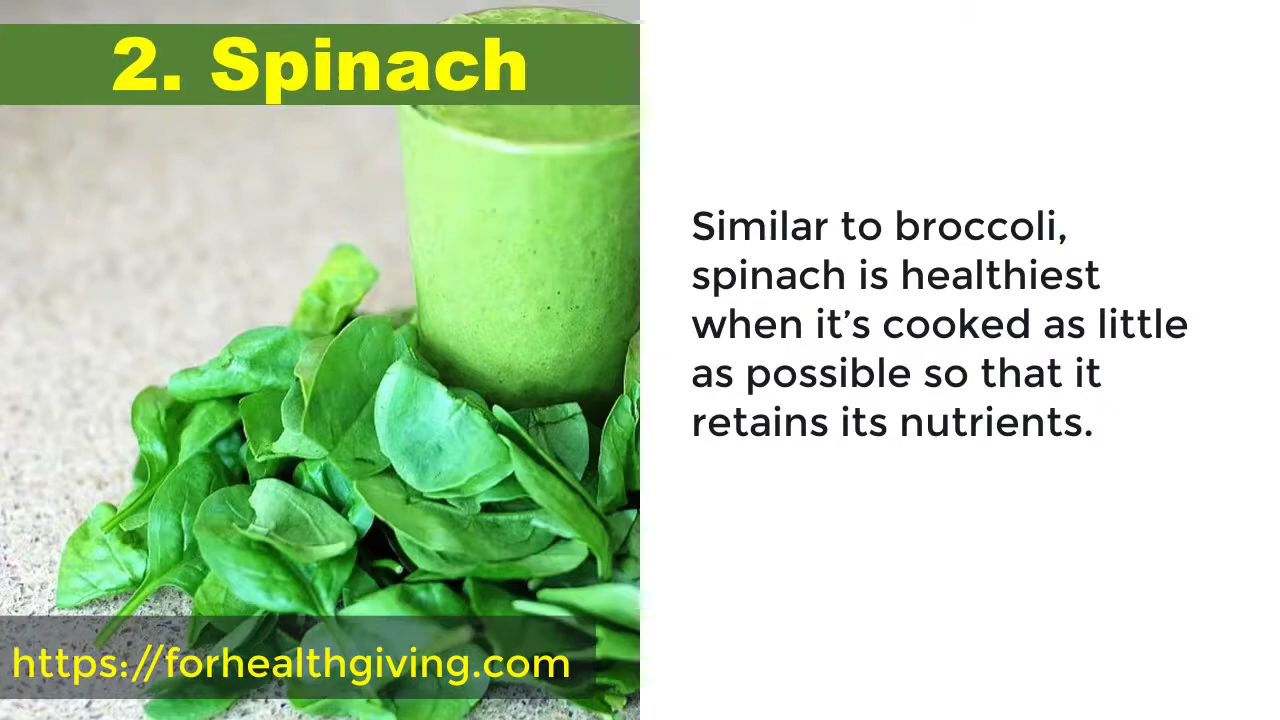 2. Spinach
Similar to broccoli,
spinach is healthiest
when it’s cooked as little
as possible so that it
retains its nutrients.
https://forhealthgiving.com